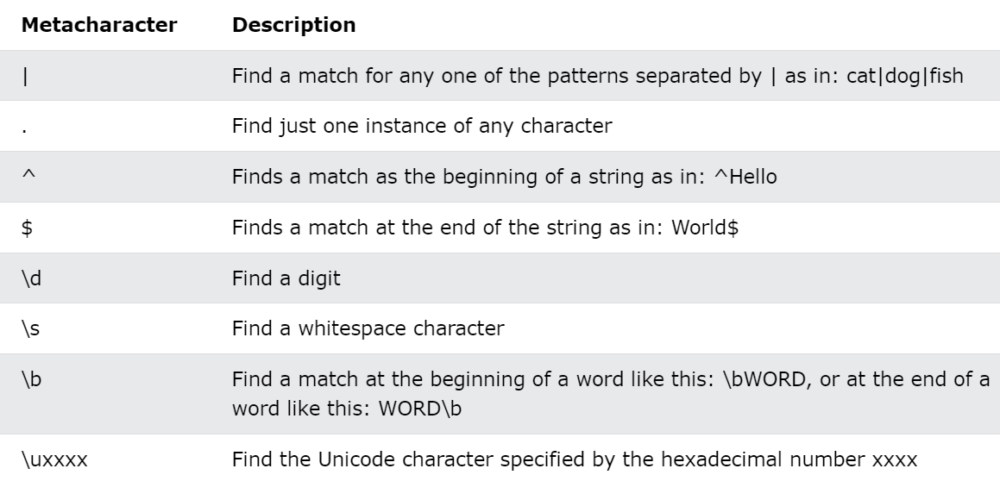 Metacharacter Description
| Find a match for any one of the patterns separated by | as in: cat|dog|fish
. Find just one instance of any character
^ Finds a match as the beginning of a string as in: ^Hello
$ Finds a match at the end of the string as in: World$
\d Find a digit
\s Find a whitespace character
\b Find a match at the beginning of a word like this: \bWORD, or at the end of a
word like this: WORD\b
\uxxxx Find the Unicode character specified by the hexadecimal number xxxx